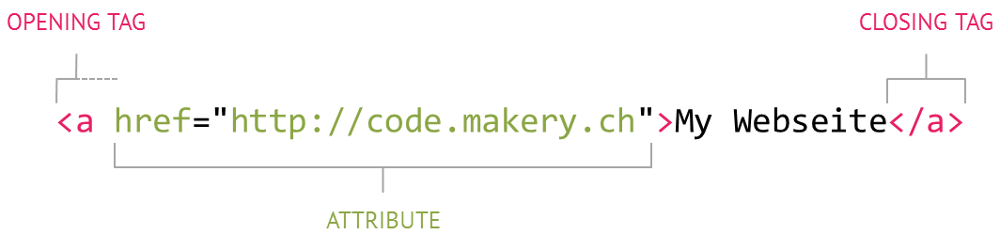 OPENING TAG CLOSING TAG
<a href="http://code.makery.ch">My Webseite</a>
ATTRIBUTE